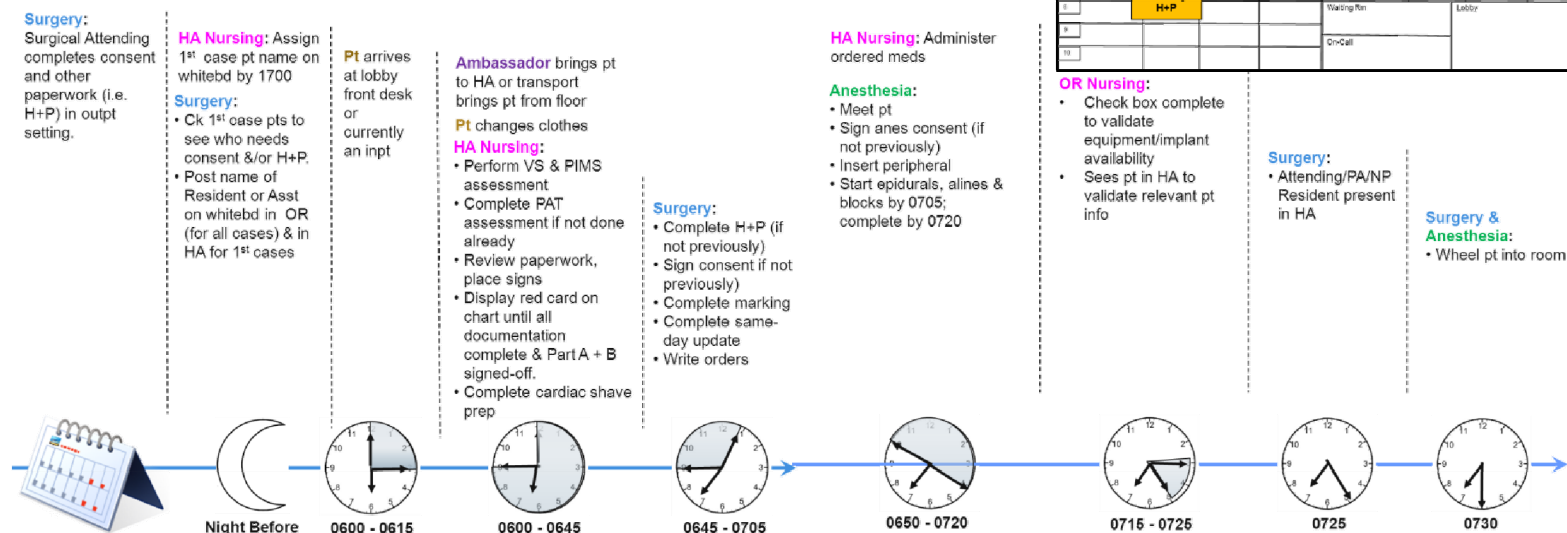 Surgery:
Surgical Attending
completes consent
and other
paperwork (i.e.
H+P) in outpt
setting.
HA Nursing: Assign
1st case pt name on
whitebd by 1700
Surgery:
• Ck 1st case pts to
see who needs
consent &/or H+P.
• Post name of
Resident or Asst
on whitebd in OR
(for all cases) & in
HA for 1st cases
Pt arrives
at lobby
front desk
or
currently
an inpt
Ambassador brings pt
to HA or transport
brings pt from floor
Pt changes clothes
HA Nursing:
• Perform VS & PIMS
assessment
• Complete PAT
assessment if not done
already
• Review paperwork,
place signs
• Display red card on
chart until all
documentation
complete & Part A + B
signed-off.
• Complete cardiac shave
prep
Surgery:
• Complete H+P (if
not previously)
• Sign consent if not
previously)
• Complete marking
• Complete same-
day update
• Write orders
HA Nursing: Administer
ordered meds
Anesthesia:
• Meet pt
• Sign anes consent (if
not previously)
• Insert peripheral
• Start epidurals, alines &
blocks by 0705;
complete by 0720
H+P
Waiting Rm
Lobby
9
On-Call
10
OR Nursing:
• Check box complete
to validate
equipment/implant
availability
• Sees pt in HA to
validate relevant pt
info
Surgery:
• Attending/PA/NP
Resident present
in HA
Surgery &
Anesthesia:
• Wheel pt into room
Night Before
0600 - 0615
0600 - 0645
0645 - 0705
0650 - 0720
0715 - 0725
0725
0730